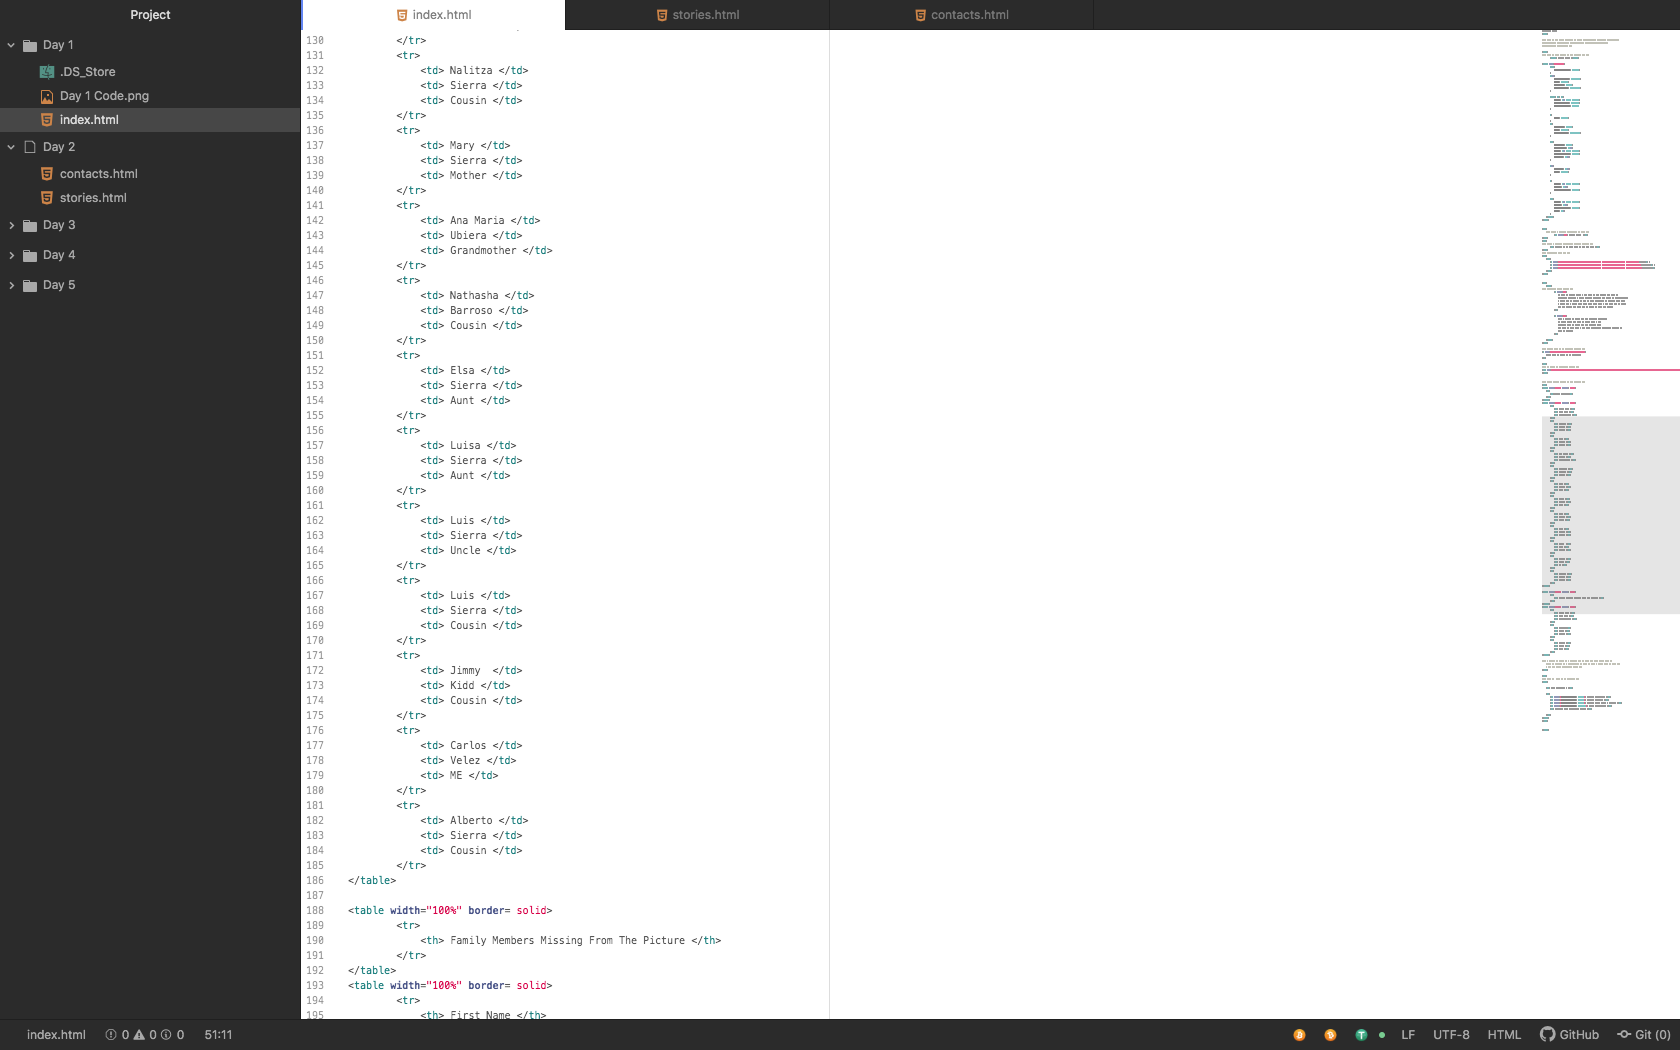 Project
index.html
stories.html
contacts.html
Day 1
.DS_Store
Day 1 Code.png
index.html
Day 2
contacts.html
stories.html
Day 3
Day 4
Day 5
130 </tr>
131 <tr>
132 <td> Nalitza </td>
133 <td> Sierra </td>
134 <td> Cousin </td>
135 </tr>
136 <tr>
137 <td> Mary </td>
138 <td> Sierra </td>
139 <td> Mother </td>
140 </tr>
141 <tr>
142 <td> Ana Maria </td>
143 <td> Ubiera </td>
144 <td> Grandmother </td>
145 </tr>
146 <tr>
147 <td> Nathasha </td>
148 <td> Barroso </td>
149 <td> Cousin </td>
150 </tr>
151 <tr>
152 <td> Elsa </td>
153 <td> Sierra </td>
154 <td> Aunt </td>
155 </tr>
156 <tr>
157 <td> Luisa </td>
158 <td> Sierra </td>
159 <td> Aunt </td>
160 </tr>
161 <tr>
162 <td> Luis </td>
163 <td> Sierra </td>
164 <td> Uncle </td>
165 </tr>
166 <tr>
167 <td> Luis </td>
168 <td> Sierra </td>
169 <td> Cousin </td>
170 </tr>
171 <tr>
172 <td> Jimmy  </td>
173 <td> Kidd </td>
174 <td> Cousin </td>
175 </tr>
176 <tr>
177 <td> Carlos </td>
178 <td> Velez </td>
179 <td> ME </td>
180 </tr>
181 <tr>
182 <td> Alberto </td>
183 <td> Sierra </td>
184 <td> Cousin </td>
185 </tr>
186 </table>
187
188 <table width="100%" border= solid>
189 <tr>
190 <th> Family Members Missing From The Picture </th>
191 </tr>
192 </table>
193 <table width="100%" border= solid>
194 <tr>
195 <th> First Name </th>
index.html 0 0 0 51:11 LF UTF-8 HTML GitHub Git (0)